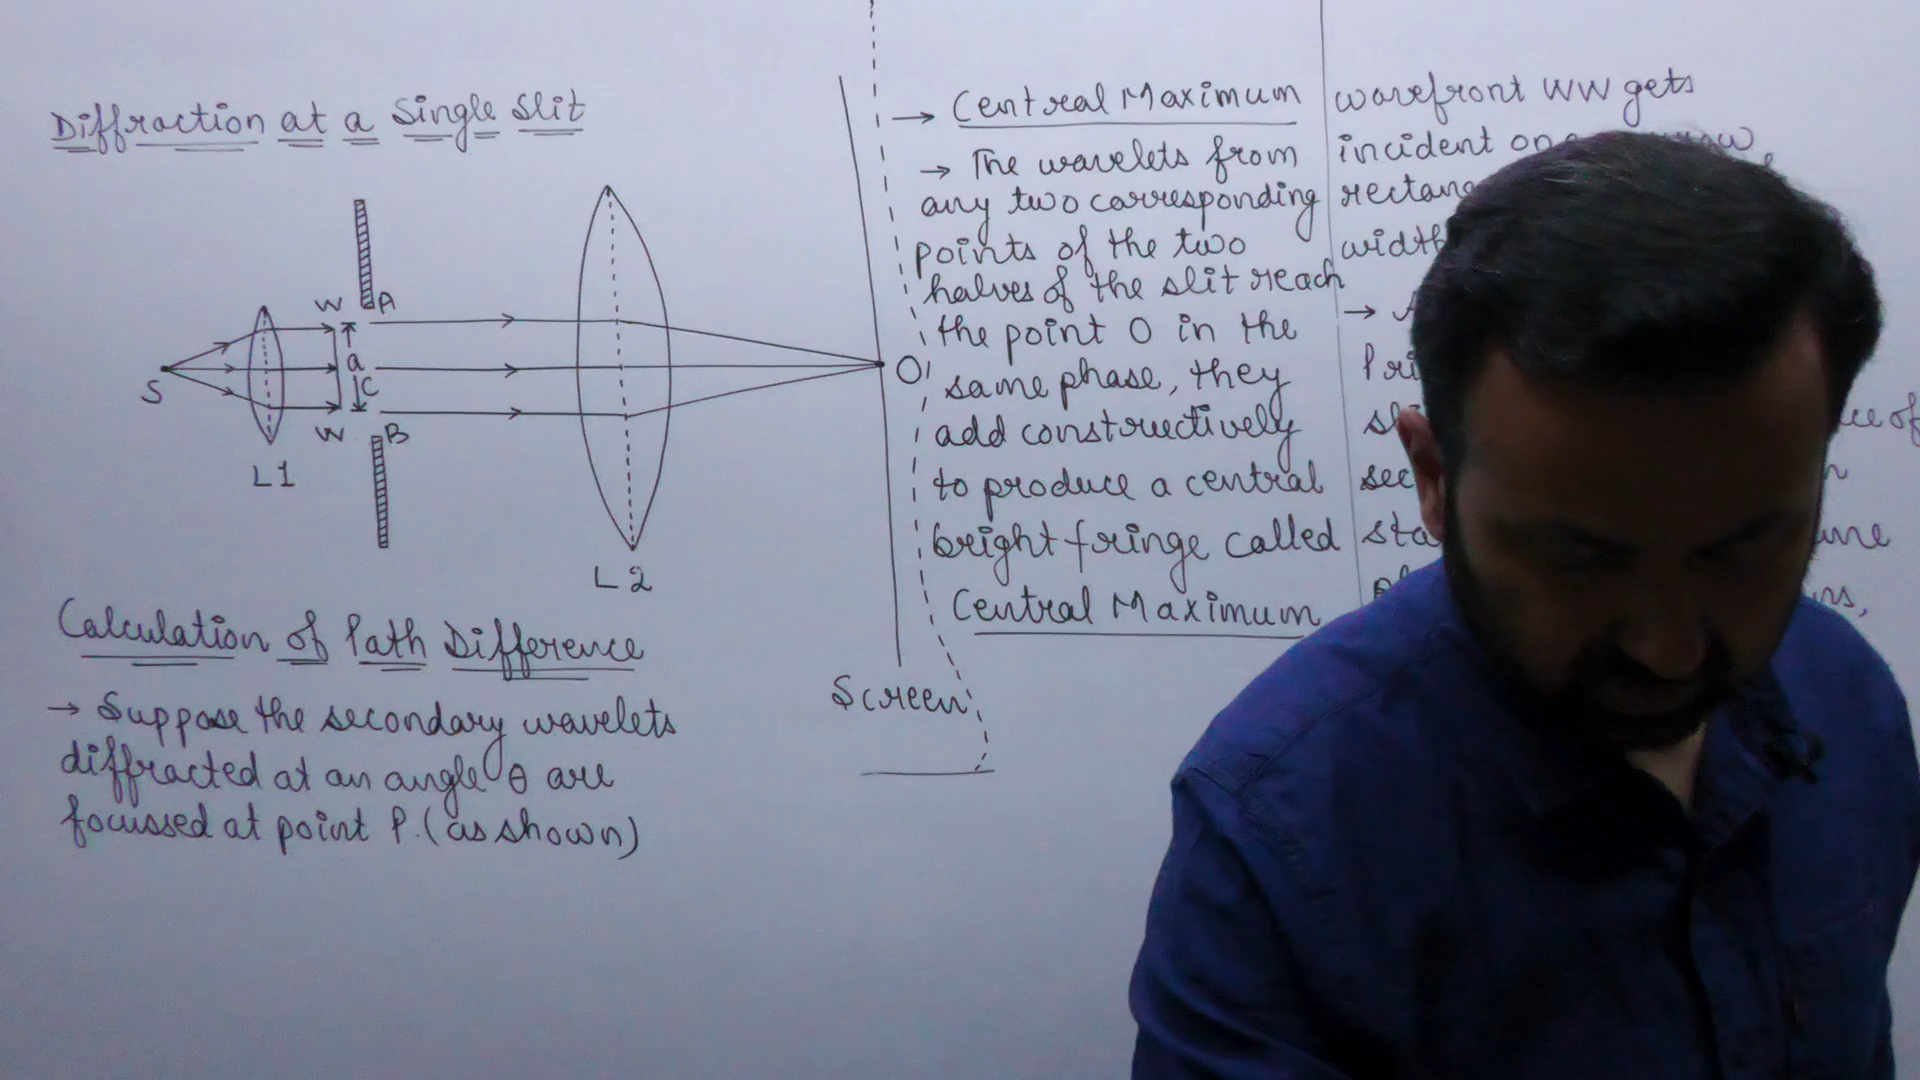 Diffraction at a Single Slit
S
L1
W
W
A
a
C
B
L2
O
Screen
Calculation of Path Difference
→ Suppose the secondary wavelets
diffracted at an angle θ are
focussed at point P. (as shown)
→ Central Maximum
→ The wavelets from
any two corresponding
points of the two
halves of the slit reach
the point O in the
same phase, they
add constructively
to produce a central
bright fringe called
Central Maximum
wavefront WW gets
incident on
→